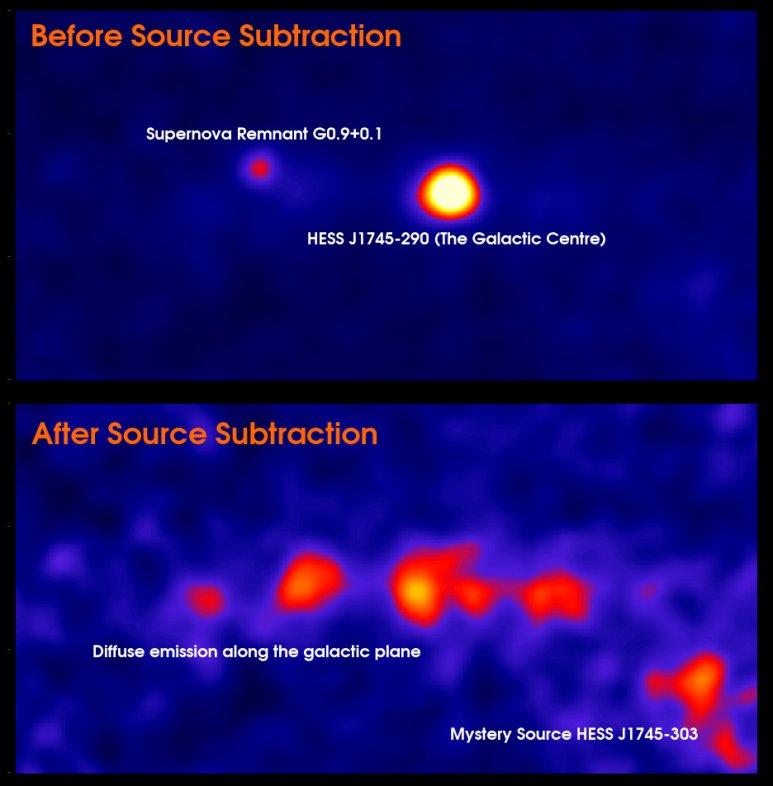 Before Source Subtraction
Supernova Remnant G0.9+0.1
HESS J1745-290 (The Galactic Centre)
After Source Subtraction
Diffuse emission along the galactic plane
Mystery Source HESS J1745-303